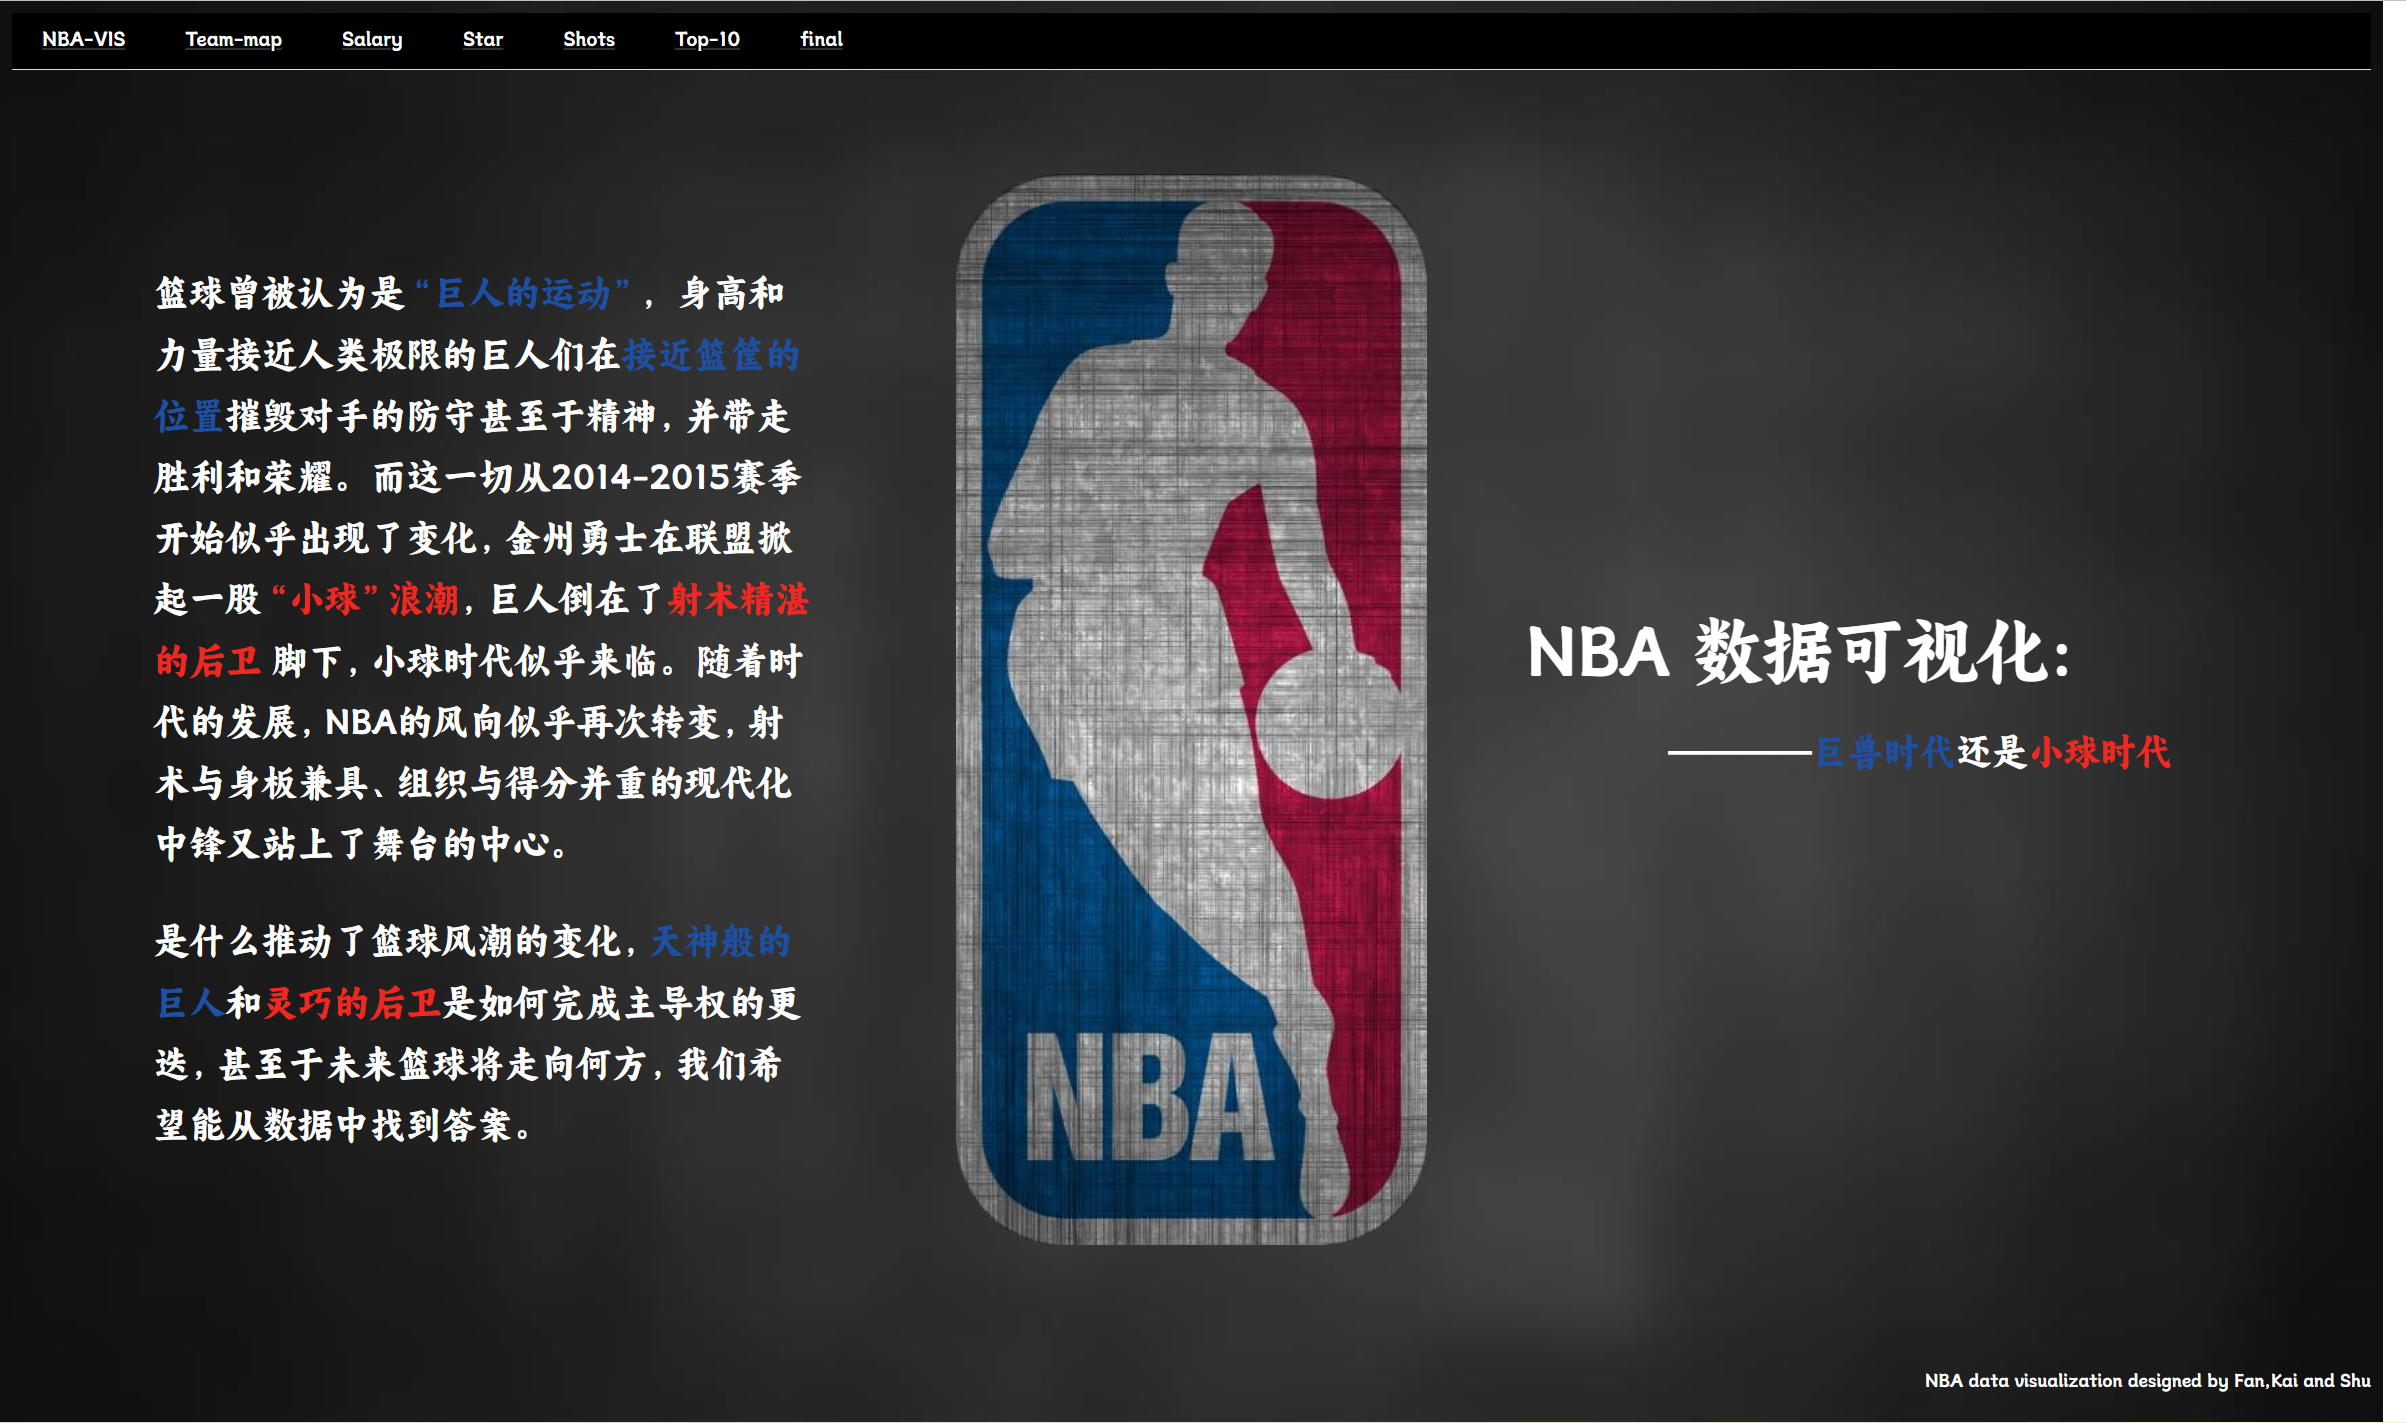 NBA-VIS Team-map Salary Star Shots Top-10 final
篮球曾被认为是“巨人的运动”，身高和
力量接近人类极限的巨人们在接近篮筐的
位置摧毁对手的防守甚至于精神，并带走
胜利和荣耀。而这一切从2014-2015赛季
开始似乎出现了变化，金州勇士在联盟掀
起一股“小球”浪潮，巨人倒在了射术精湛
的后卫 脚下，小球时代似乎来临。随着时
代的发展，NBA的风向似乎再次转变，射
术与身板兼具、组织与得分并重的现代化
中锋又站上了舞台的中心。
是什么推动了篮球风潮的变化，天神般的
巨人和灵巧的后卫是如何完成主导权的更
迭，甚至于未来篮球将走向何方，我们希
望能从数据中找到答案。
NBA
NBA 数据可视化：
————巨兽时代还是小球时代
NBA data visualization designed by Fan,Kai and Shu